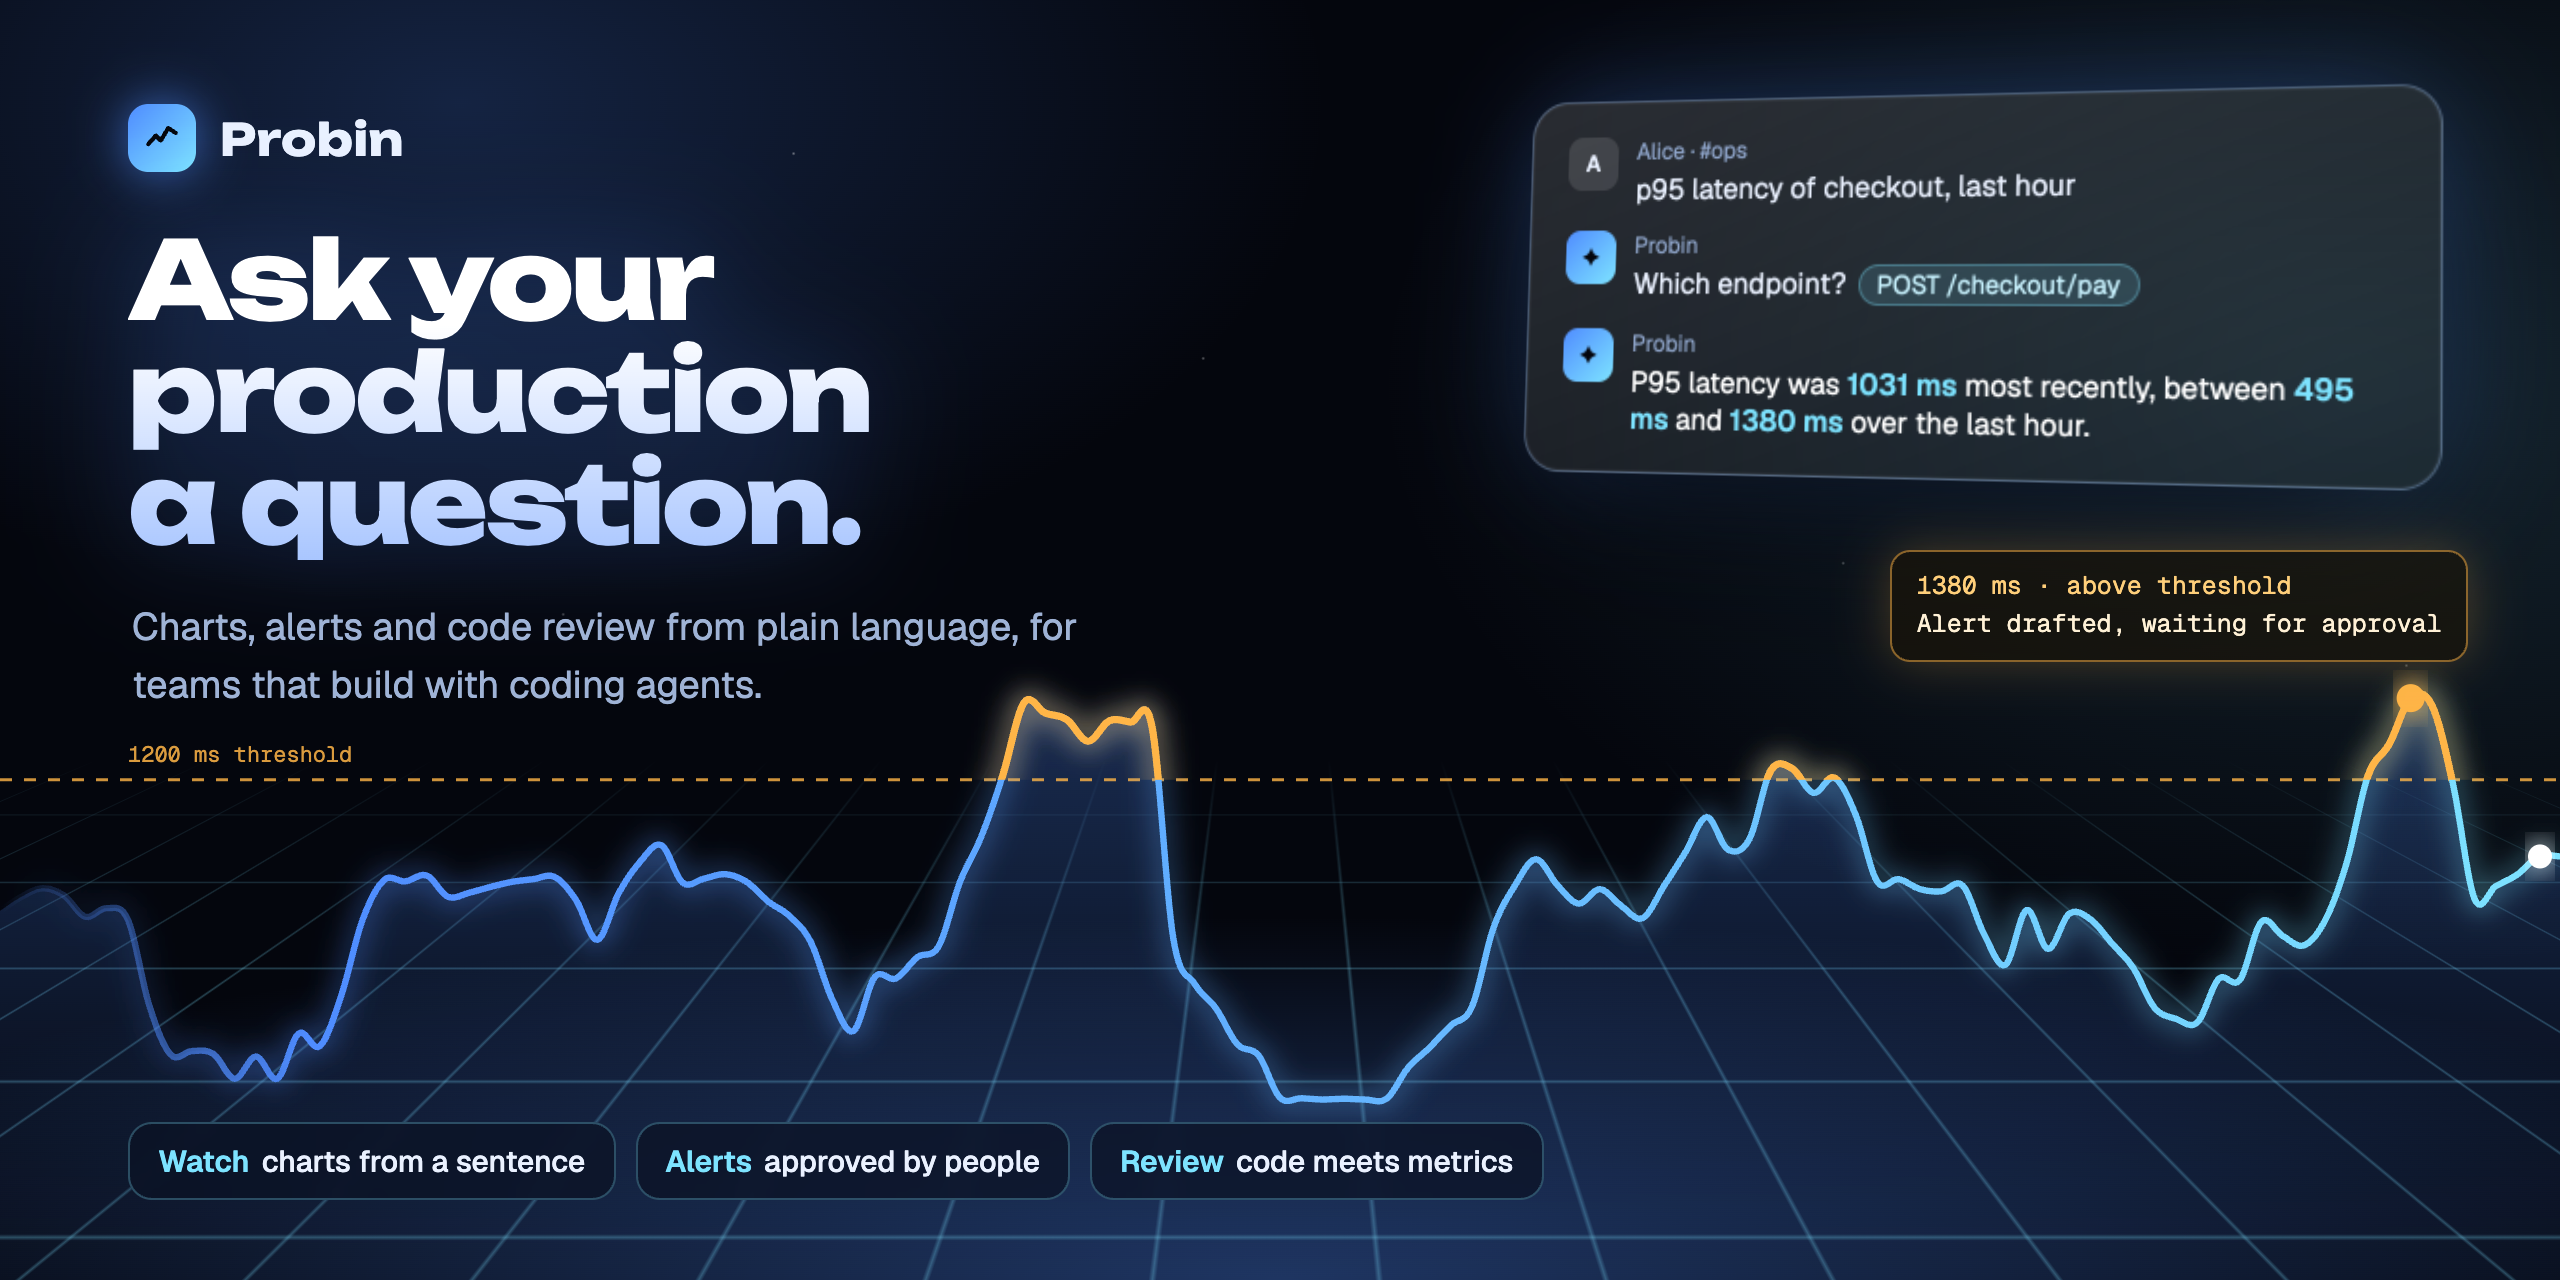 Probin
Ask your
production
a question.
Charts, alerts and code review from plain language, for
teams that build with coding agents.
A
Alice · #ops
p95 latency of checkout, last hour
Probin
Which endpoint? POST /checkout/pay
Probin
P95 latency was 1031 ms most recently, between 495
ms and 1380 ms over the last hour.
1380 ms · above threshold
Alert drafted, waiting for approval
1200 ms threshold
Watch charts from a sentence
Alerts approved by people
Review code meets metrics